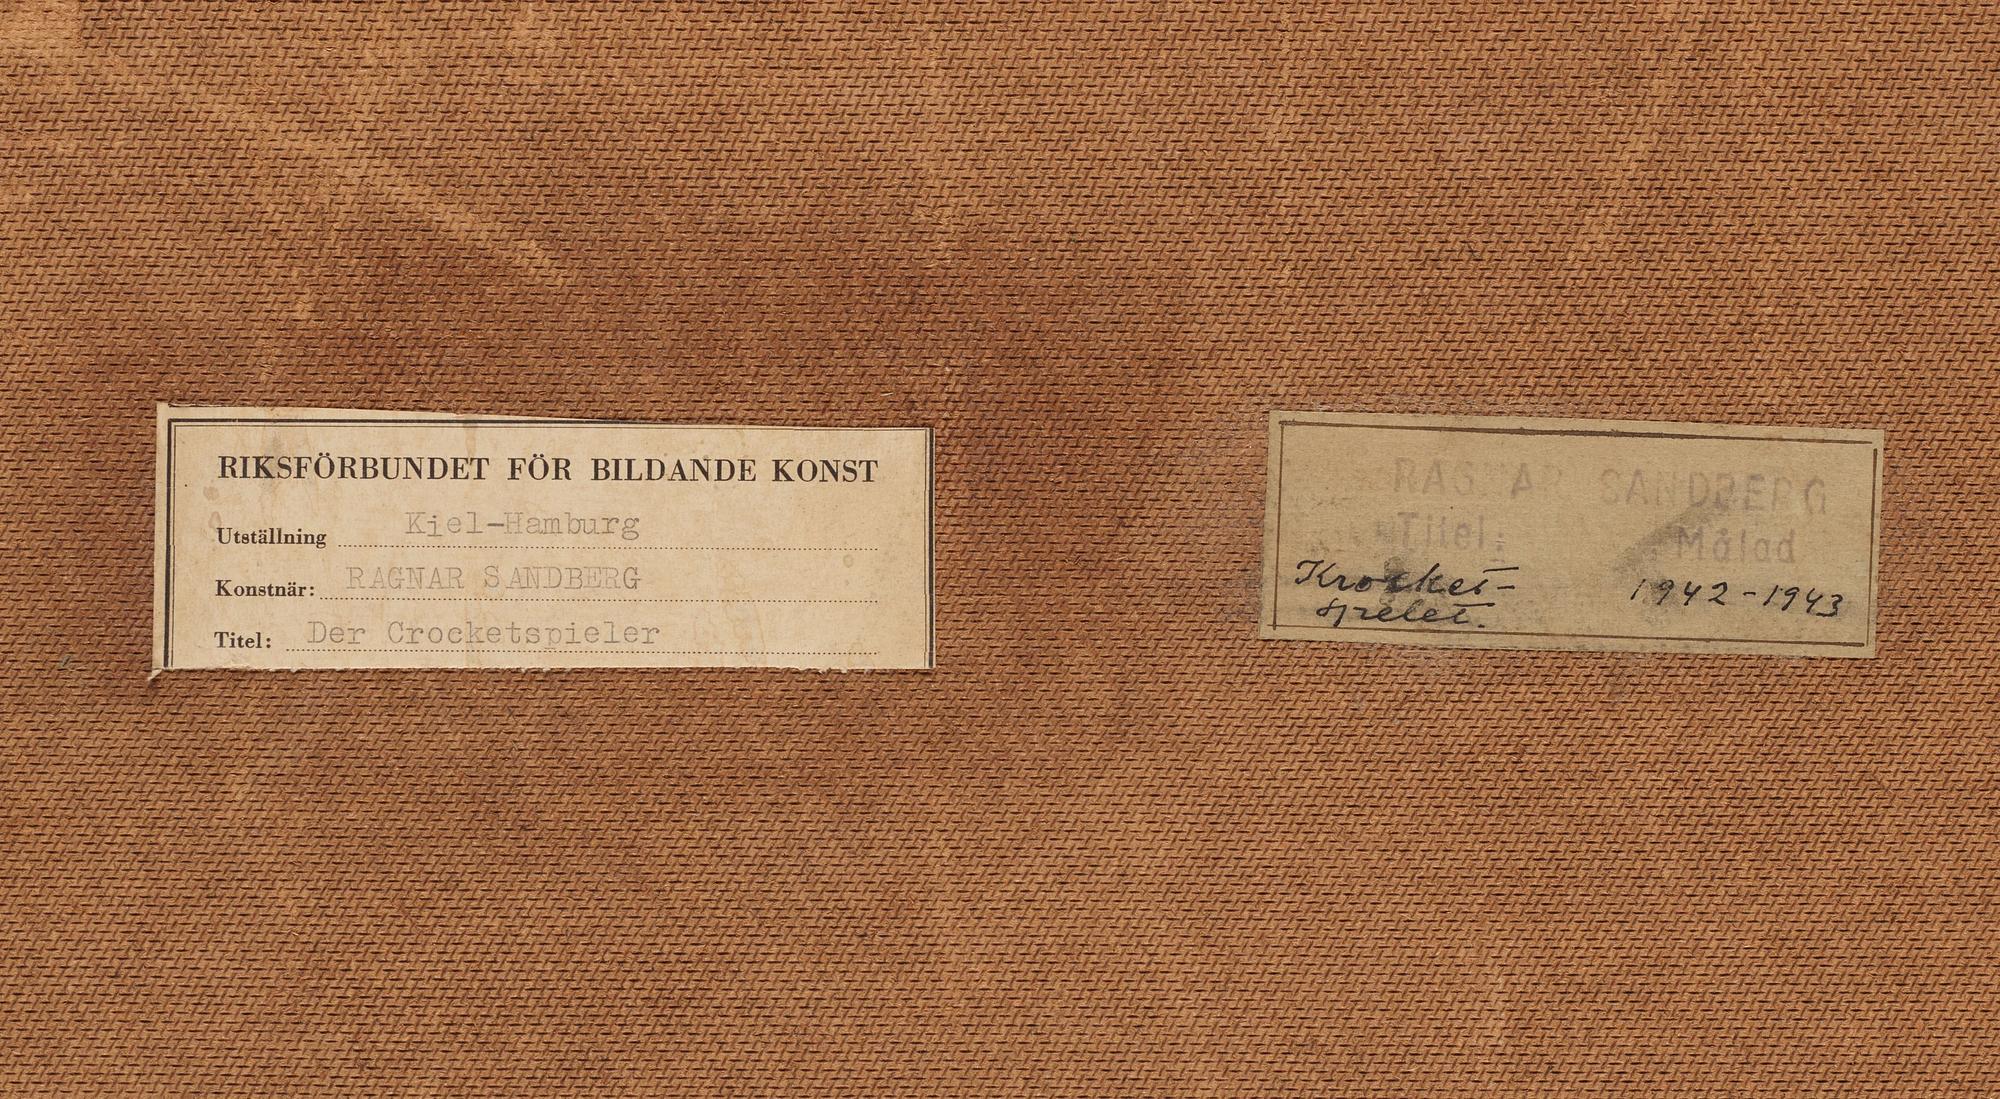 RIKSFÖRBUNDET FÖR BILDANDE KONST
Utställning Kiel-Hamburg
Konstnär: RAGNAR SANDBERG
Titel: Der Crocketspieler
RAGNAR SANDBERG
Titel: Målad
Krocket- 1942-1943
spelet.